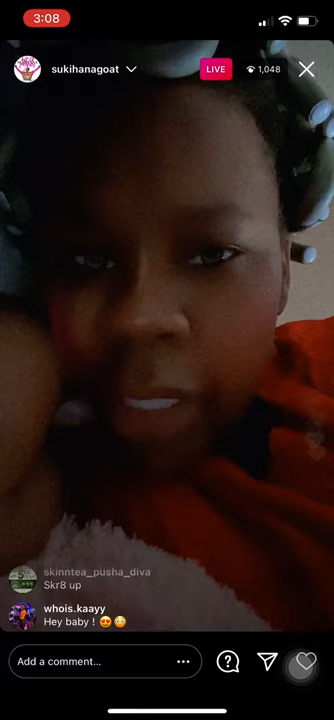 3:08
sukihanagoat
LIVE
1,048
skinntea_pusha_diva
Skr8 up
whois.kaayy
Hey baby ! 😍😳
Add a comment...